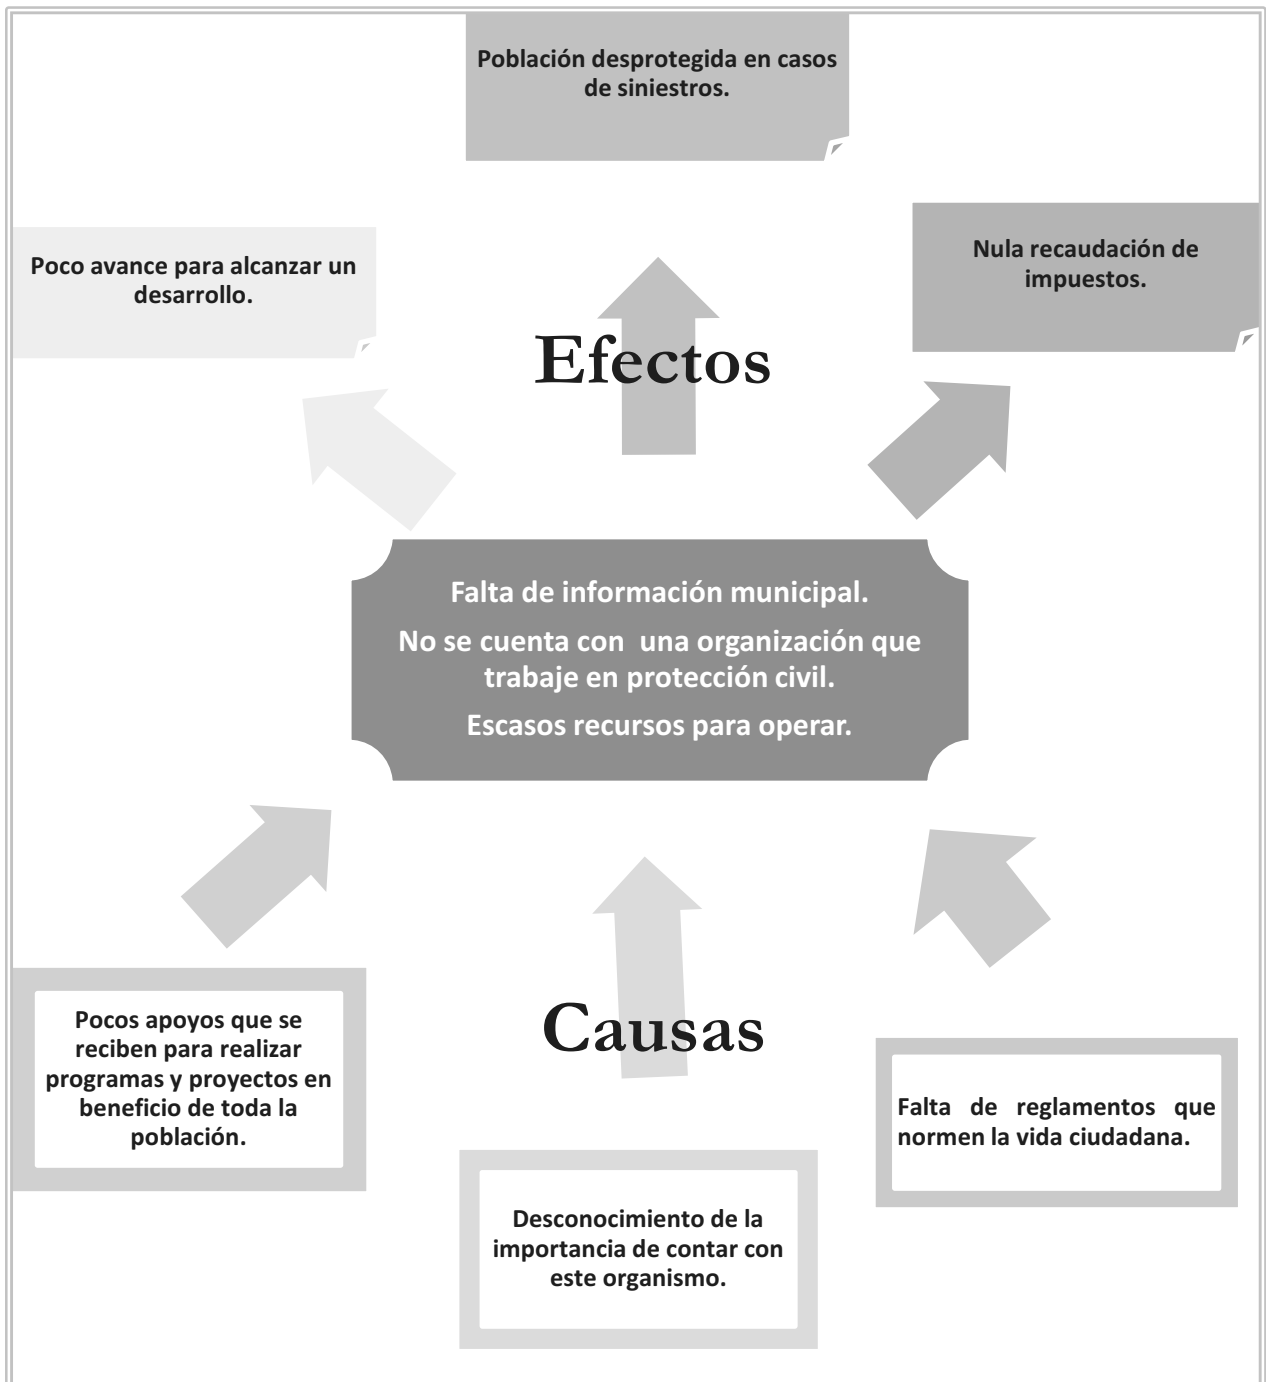 Población desprotegida en casos
de siniestros.
Poco avance para alcanzar un
desarrollo.
Nula recaudación de
impuestos.
Efectos
Falta de información municipal.
No se cuenta con una organización que
trabaje en protección civil.
Escasos recursos para operar.
Causas
Pocos apoyos que se
reciben para realizar
programas y proyectos en
beneficio de toda la
población.
Desconocimiento de la
importancia de contar con
este organismo.
Falta de reglamentos que
normen la vida ciudadana.